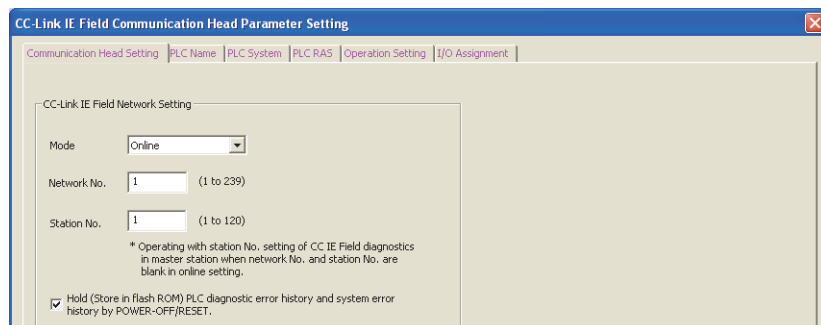 CC-Link IE Field Communication Head Parameter Setting
Communication Head Setting PLC Name PLC System PLC RAS Operation Setting I/O Assignment
CC-Link IE Field Network Setting
Mode Online
Network No. 1 (1 to 239)
Station No. 1 (1 to 120)
* Operating with station No. setting of CC IE Field diagnostics
in master station when network No. and station No. are
blank in online setting.
Hold (Store in flash ROM) PLC diagnostic error history and system error
history by POWER-OFF/RESET.